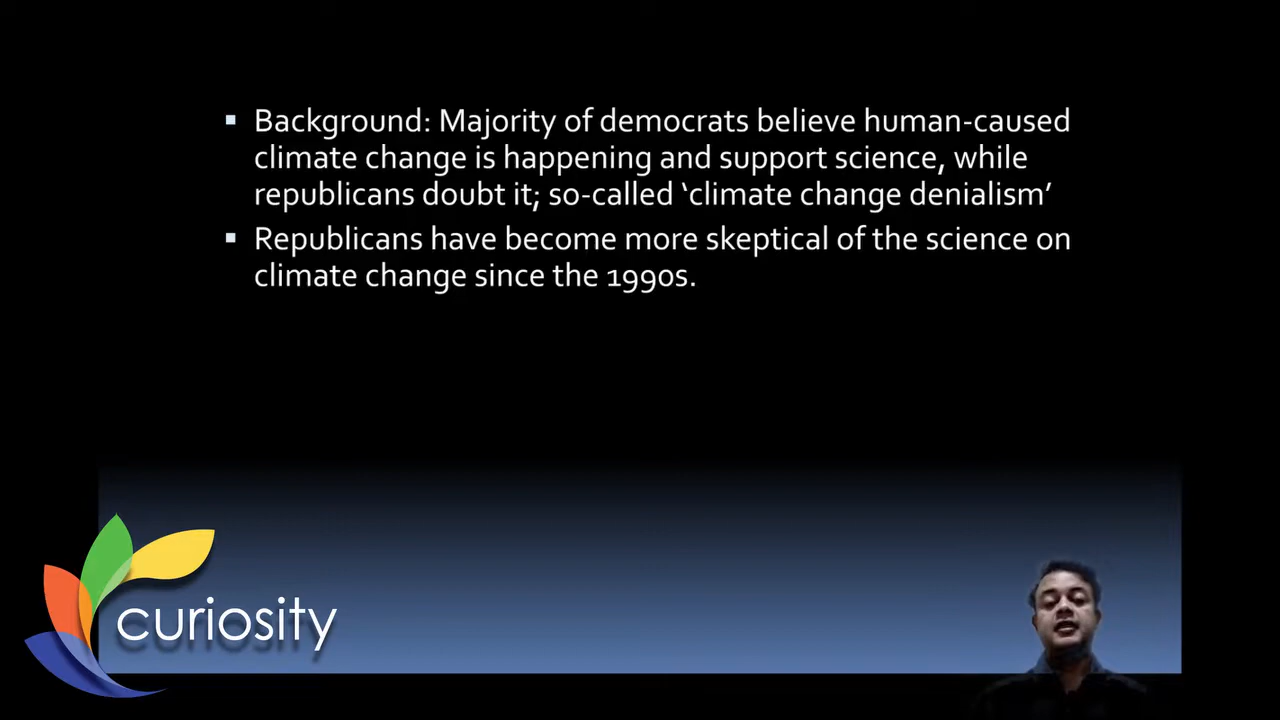 Background: Majority of democrats believe human-caused
climate change is happening and support science, while
republicans doubt it; so-called ‘climate change denialism’
Republicans have become more skeptical of the science on
climate change since the 1990s.
curiosity